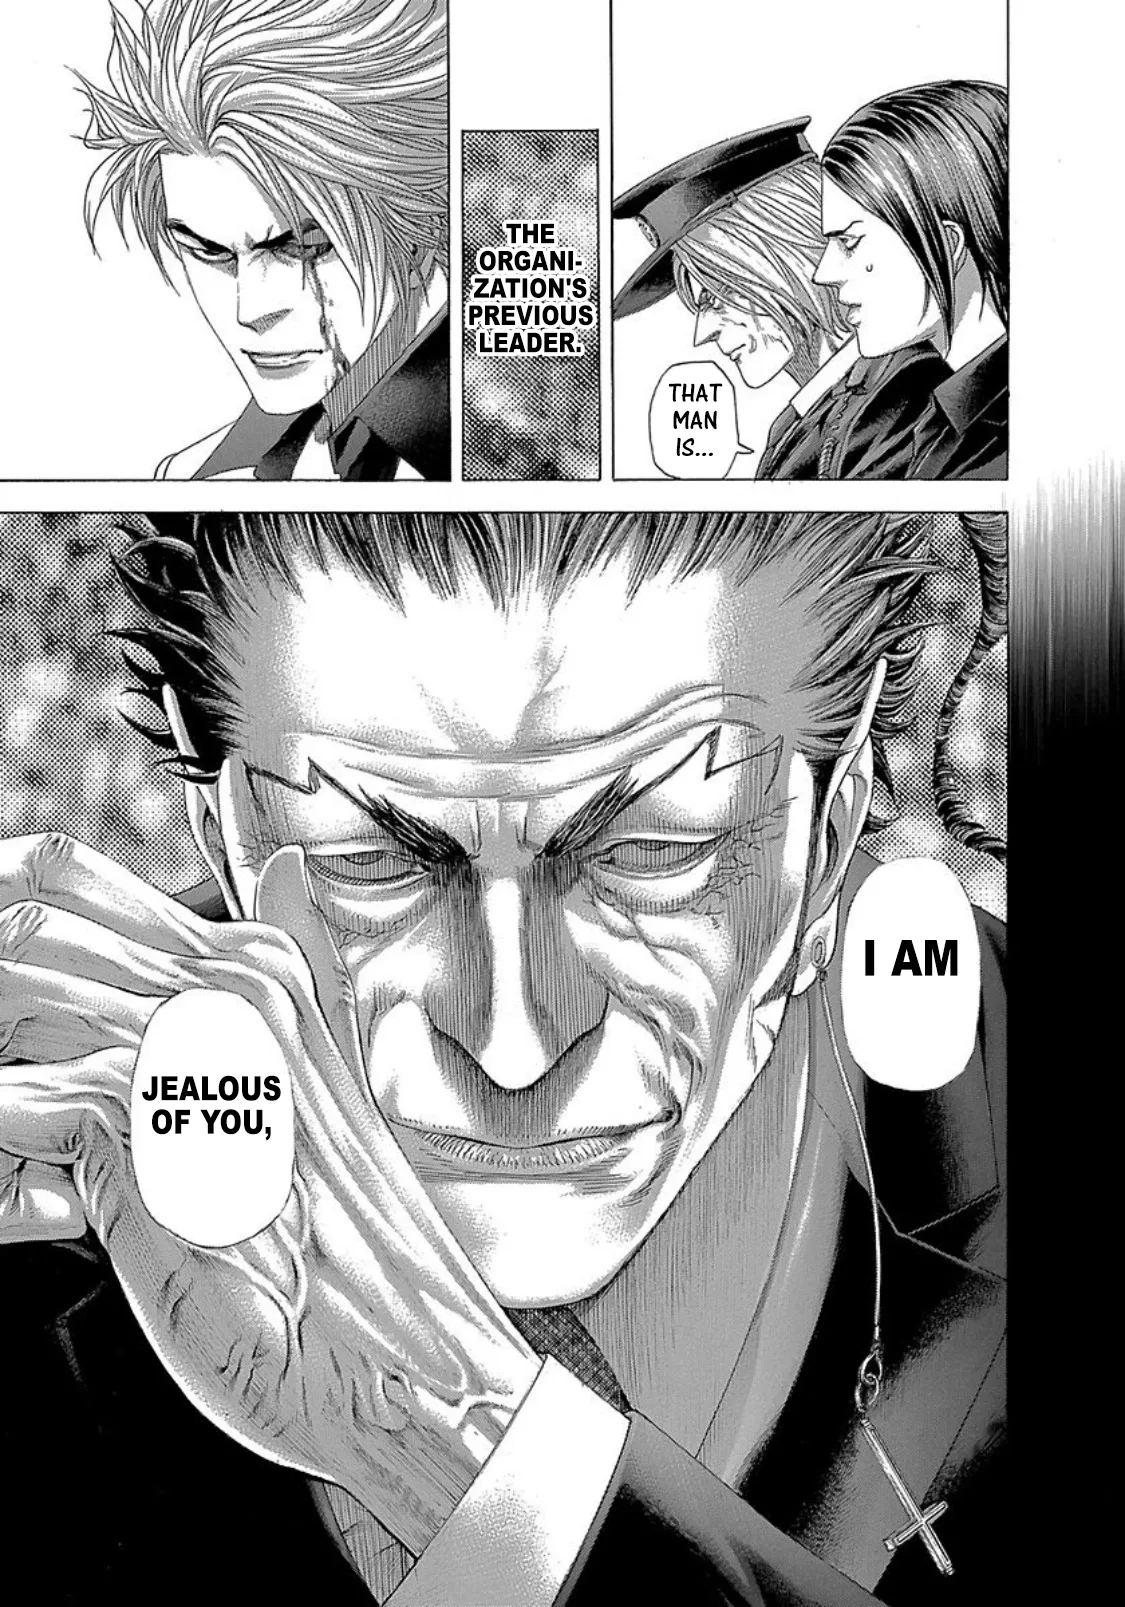 THAT
MAN
IS...
THE
ORGANI-
ZATION'S
PREVIOUS
LEADER.
I AM
JEALOUS
OF YOU,